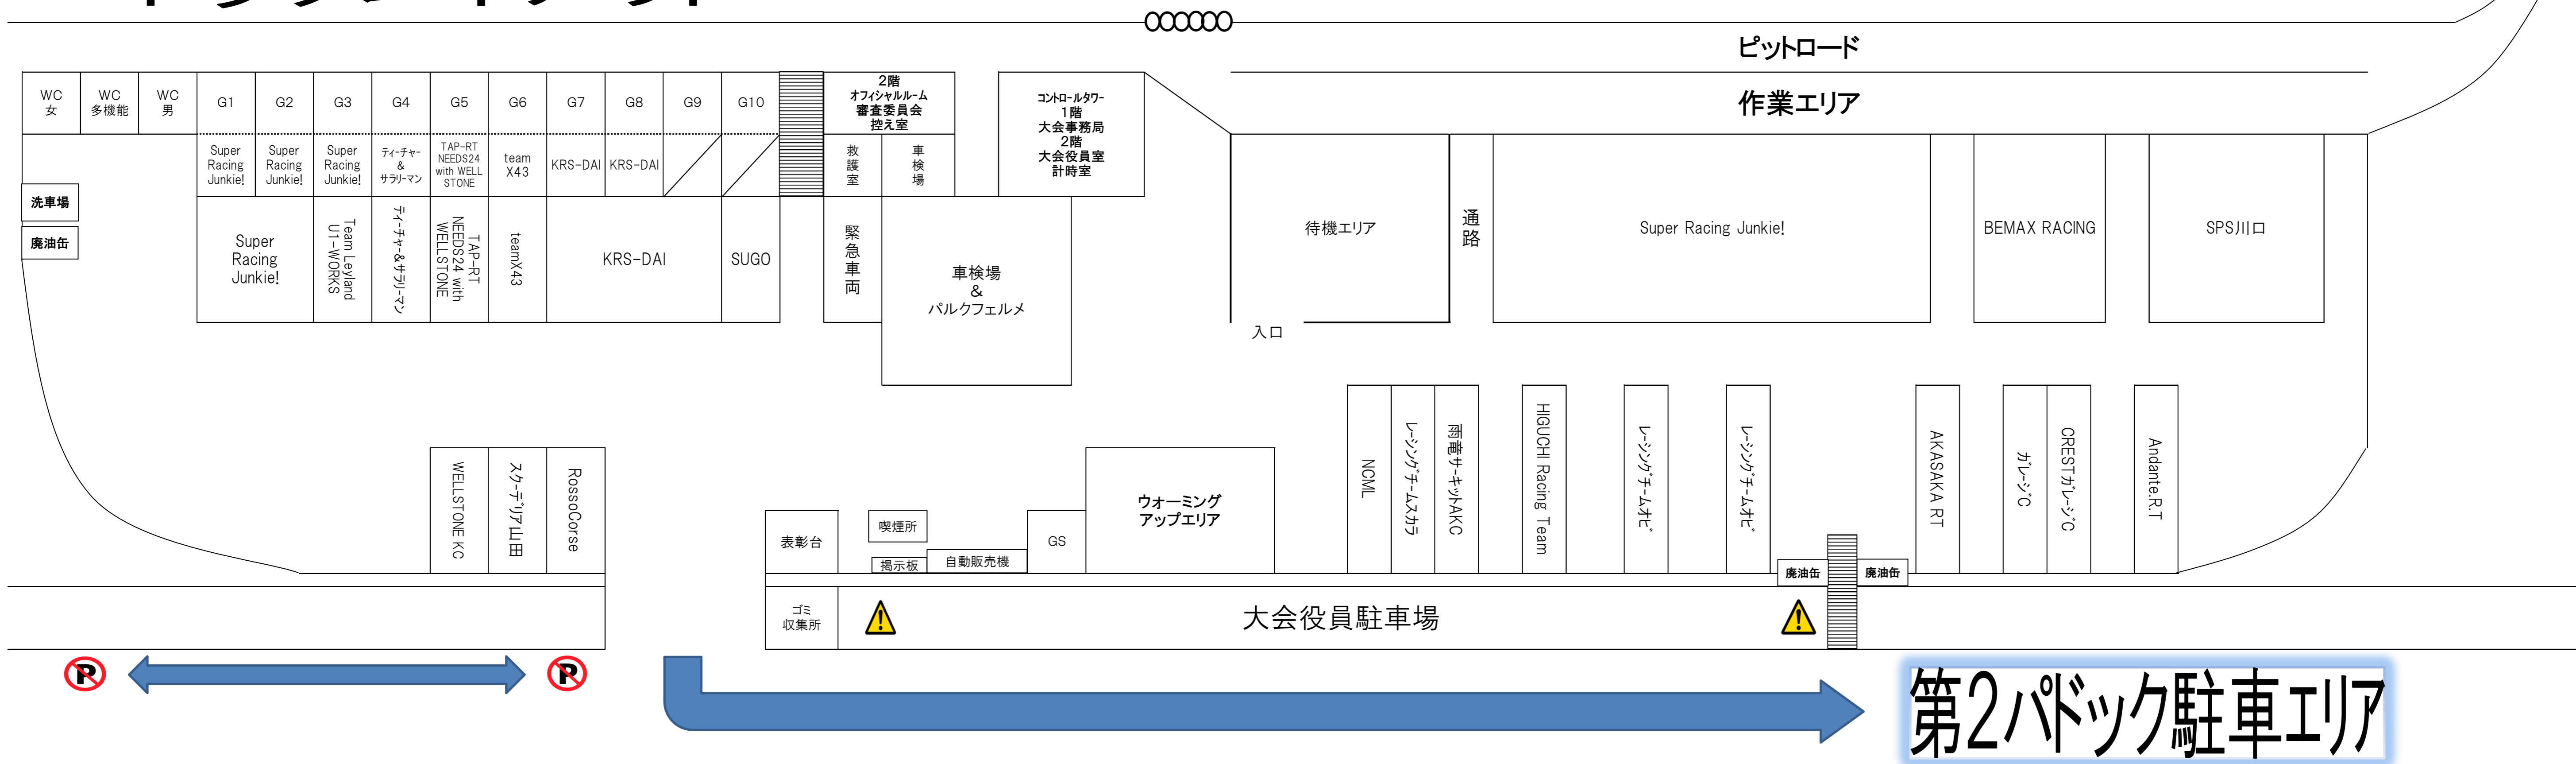 ピットロード
作業エリア
WC
女
WC
多機能
WC
男
G1
G2
G3
G4
G5
G6
G7
G8
G9
G10
2階
オフィシャルルーム
審査委員会
控え室
コントロールタワー
1階
大会事務局
2階
大会役員室
計時室
Super
Racing
Junkie!
Super
Racing
Junkie!
Super
Racing
Junkie!
ティーチャー
&
サラリーマン
TAP-RT
NEEDS24
with WELL
STONE
team
X43
KRS-DAI
KRS-DAI
救護室
車検場
洗車場
廃油缶
Super
Racing
Junkie!
Team Leyland
U1-WORKS
ティーチャー&サラリーマン
TAP-RT
NEEDS24 with
WELLSTONE
teamX43
KRS-DAI
SUGO
緊急車両
車検場
&
パルクフェルメ
待機エリア
入口
通路
Super Racing Junkie!
BEMAX RACING
SPS川口
WELLSTONE KC
スクーデリア山田
RossoCorse
表彰台
喫煙所
掲示板
自動販売機
GS
ウォーミング
アップエリア
NCML
レーシングチームスカラ
雨竜サーキットAKC
HIGUCHI Racing Team
レーシングチームオビ
レーシングチームオビ
AKASAKA RT
ガレージC
CRESTガレージC
Andante.R.T
廃油缶
廃油缶
ゴミ
収集所
大会役員駐車場
P
P
第2パドック駐車エリア